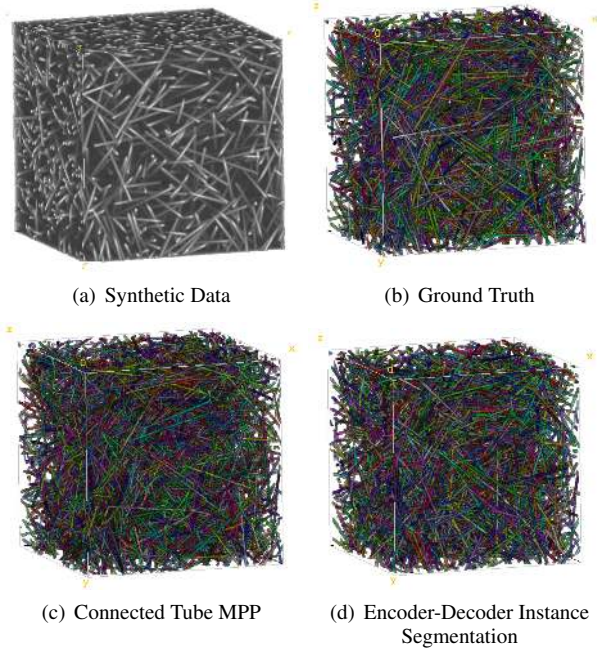 (a) Synthetic Data
(b) Ground Truth
(c) Connected Tube MPP
(d) Encoder-Decoder Instance
Segmentation